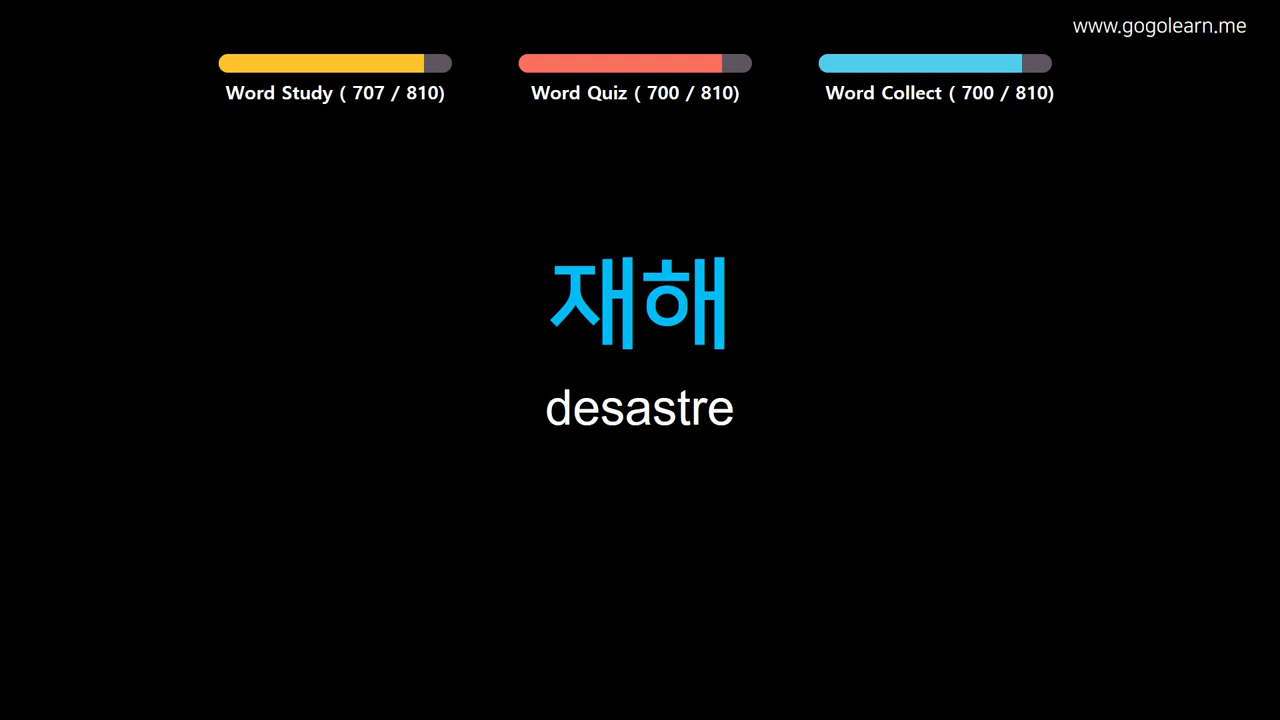 www.gogolearn.me
Word Study ( 707 / 810)
Word Quiz ( 700 / 810)
Word Collect ( 700 / 810)
재해
desastre